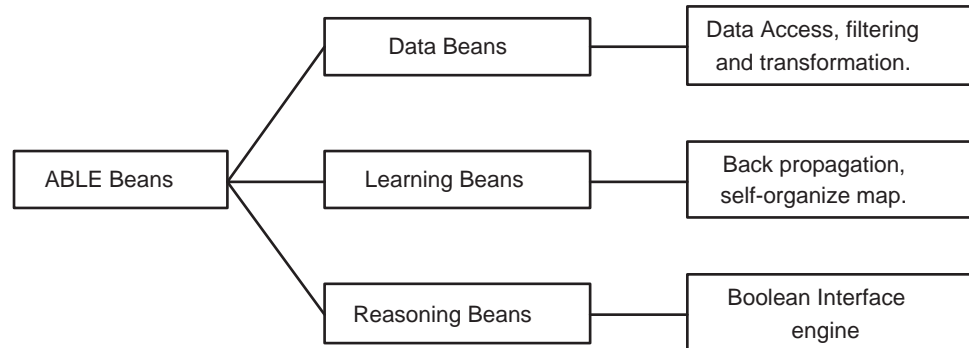 Data Beans
Data Access, filtering
and transformation.
ABLE Beans
Learning Beans
Back propagation,
self-organize map.
Reasoning Beans
Boolean Interface
engine